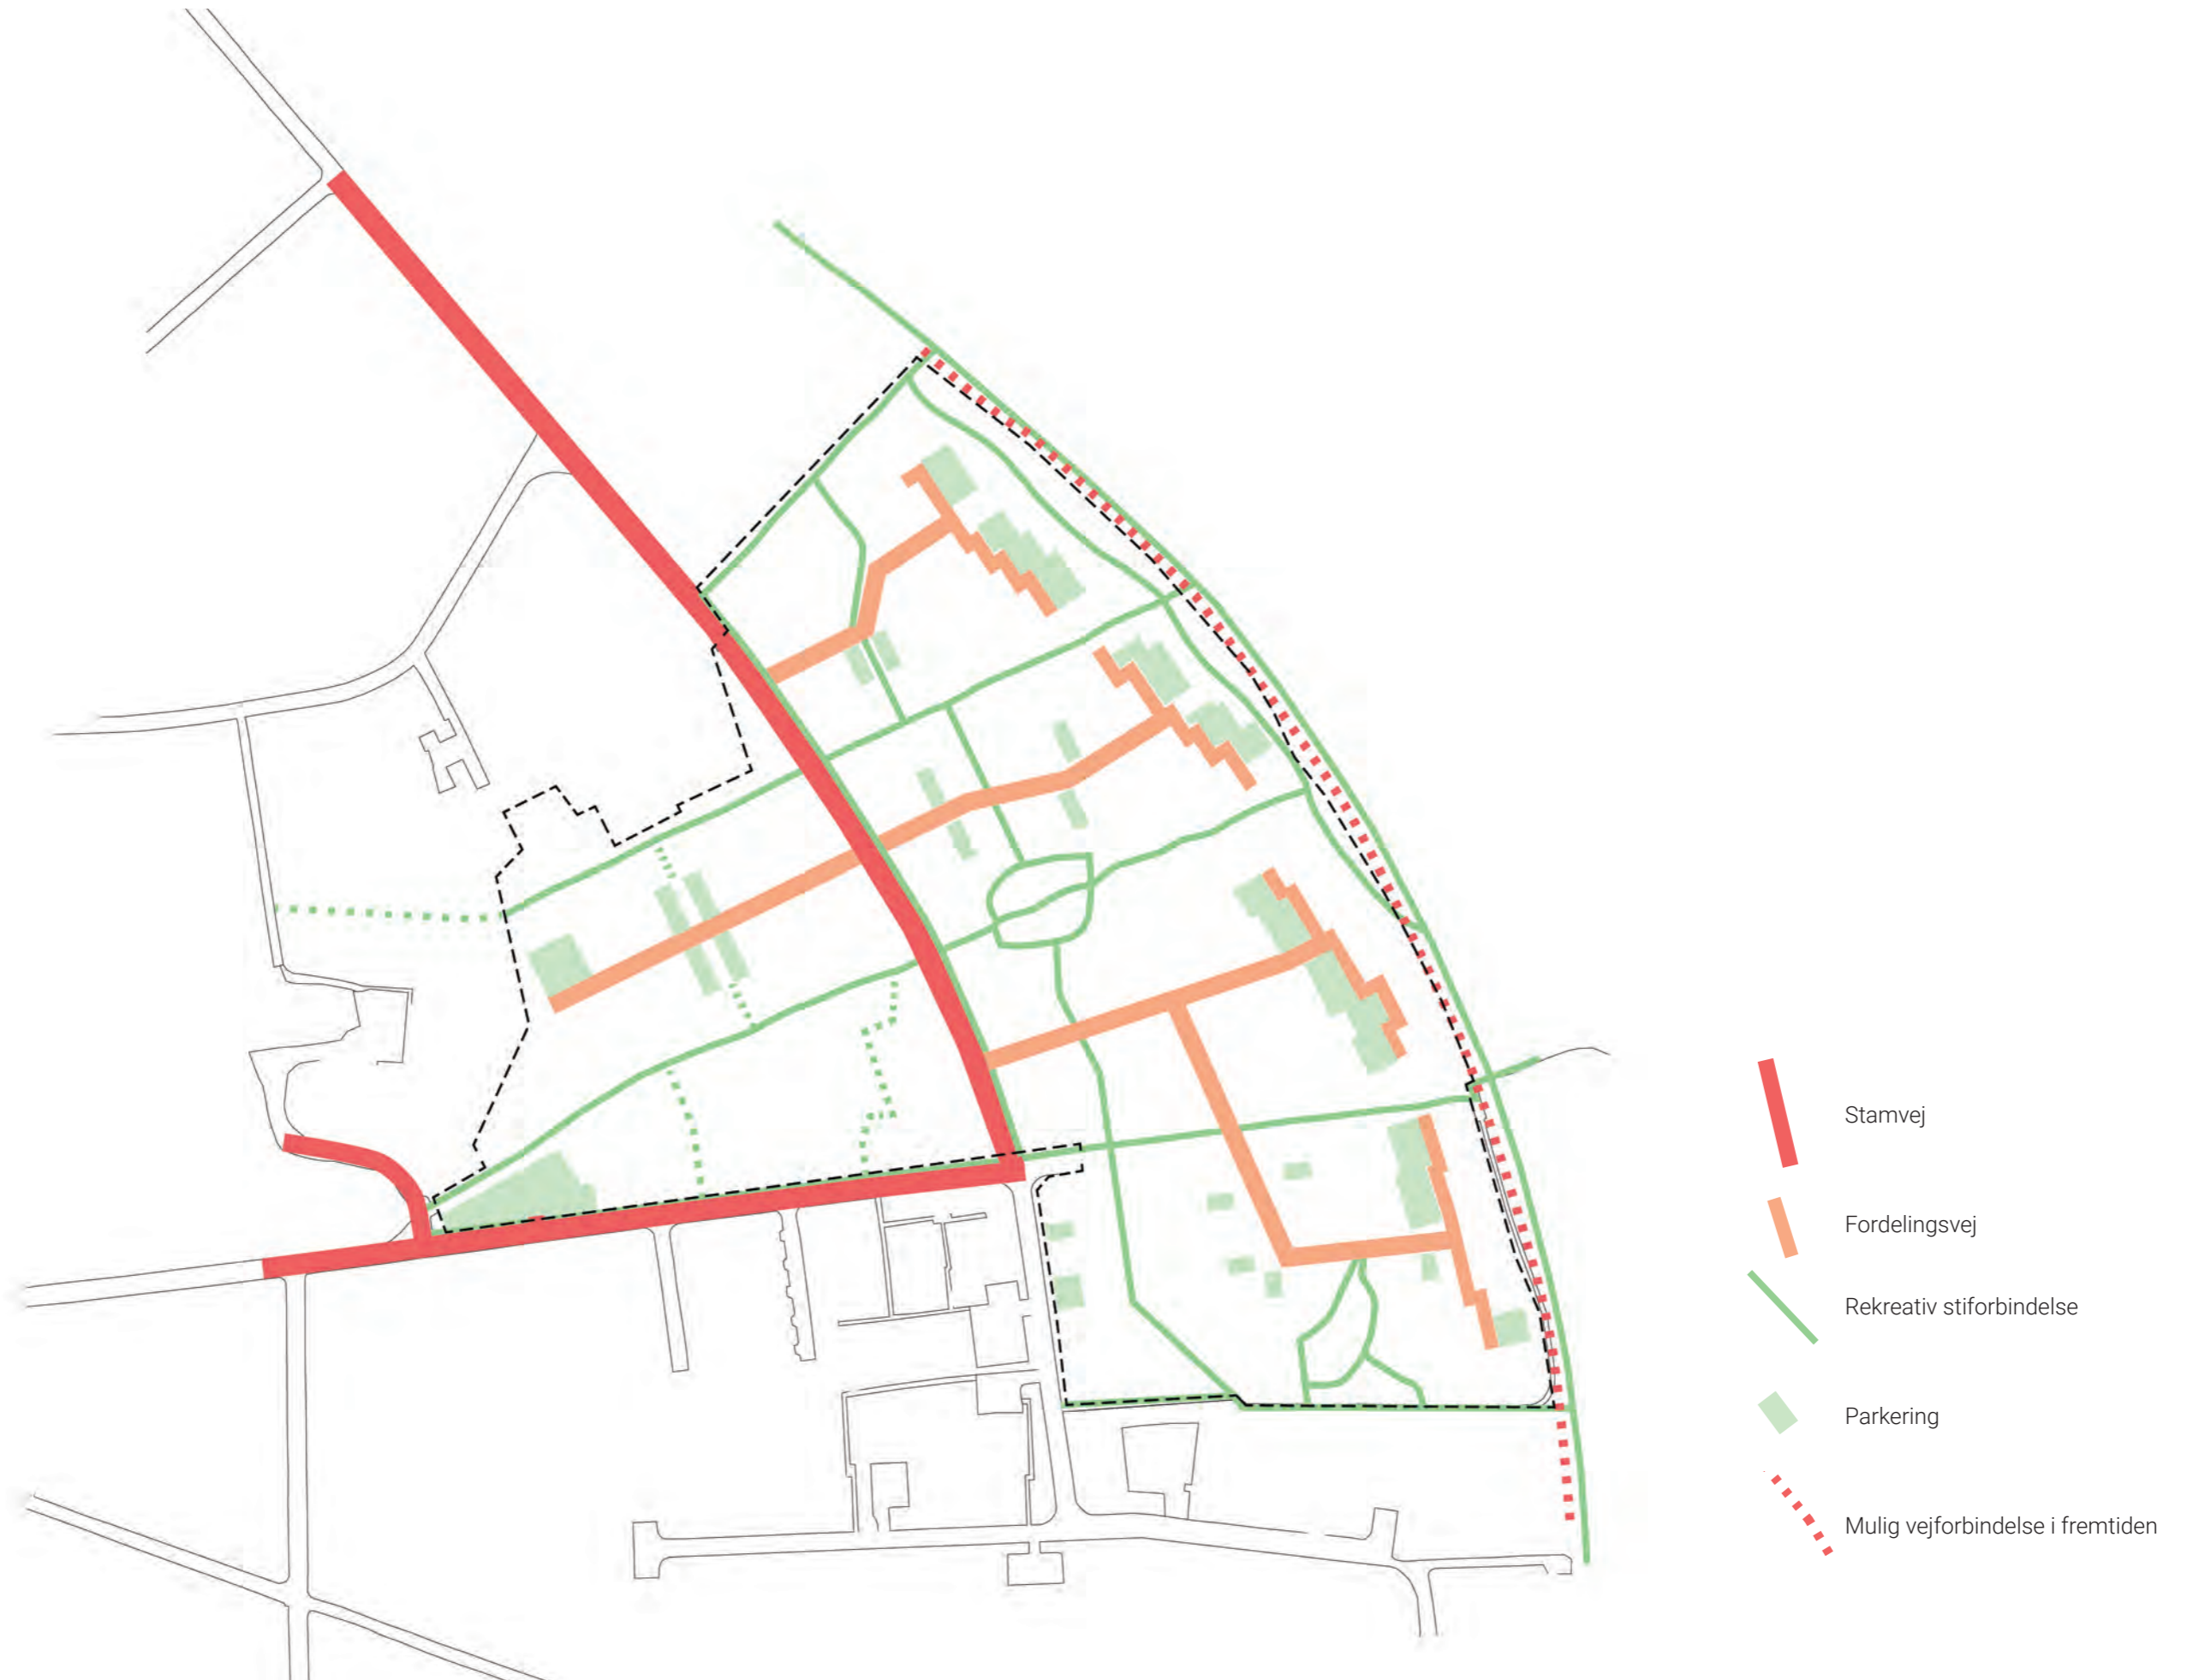 Stamvej
Fordelingsvej
Rekreativ stiforbindelse
Parkering
Mulig vejforbindelse i fremtiden